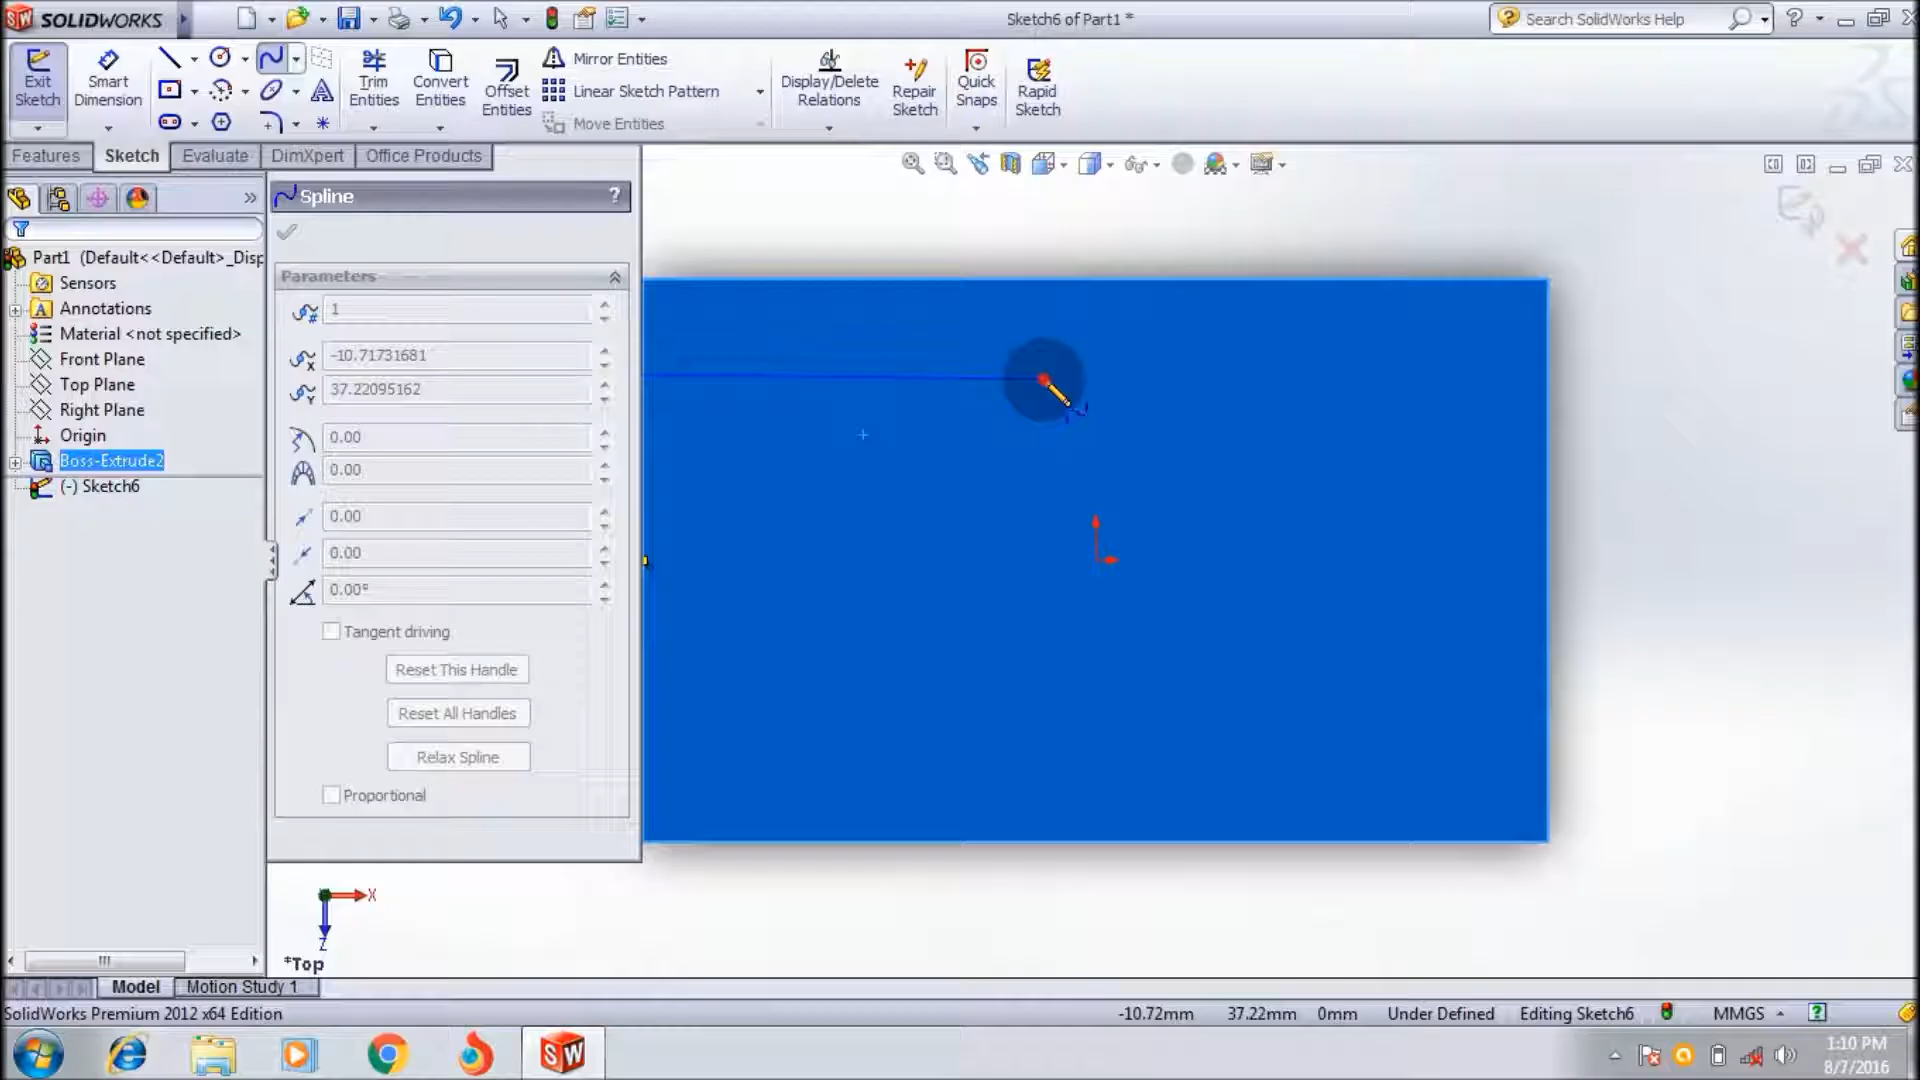 SOLIDWORKS
Sketch6 of Part1 *
Search SolidWorks Help
Exit
Sketch
Smart
Dimension
Trim
Entities
Convert
Entities
Offset
Entities
Mirror Entities
Linear Sketch Pattern
Move Entities
Display/Delete
Relations
Repair
Sketch
Quick
Snaps
Rapid
Sketch
Features
Sketch
Evaluate
DimXpert
Office Products
Spline
?
Part1 (Default<<Default>_Disp
Sensors
Annotations
Material <not specified>
Front Plane
Top Plane
Right Plane
Origin
Boss-Extrude2
(-) Sketch6
Parameters
1
-10.71731681
37.22095162
0.00
0.00
0.00
0.00
0.00°
Tangent driving
Reset This Handle
Reset All Handles
Relax Spline
Proportional
X
Z
*Top
Model
Motion Study 1
SolidWorks Premium 2012 x64 Edition
-10.72mm
37.22mm
0mm
Under Defined
Editing Sketch6
MMGS
1:10 PM
8/7/2016